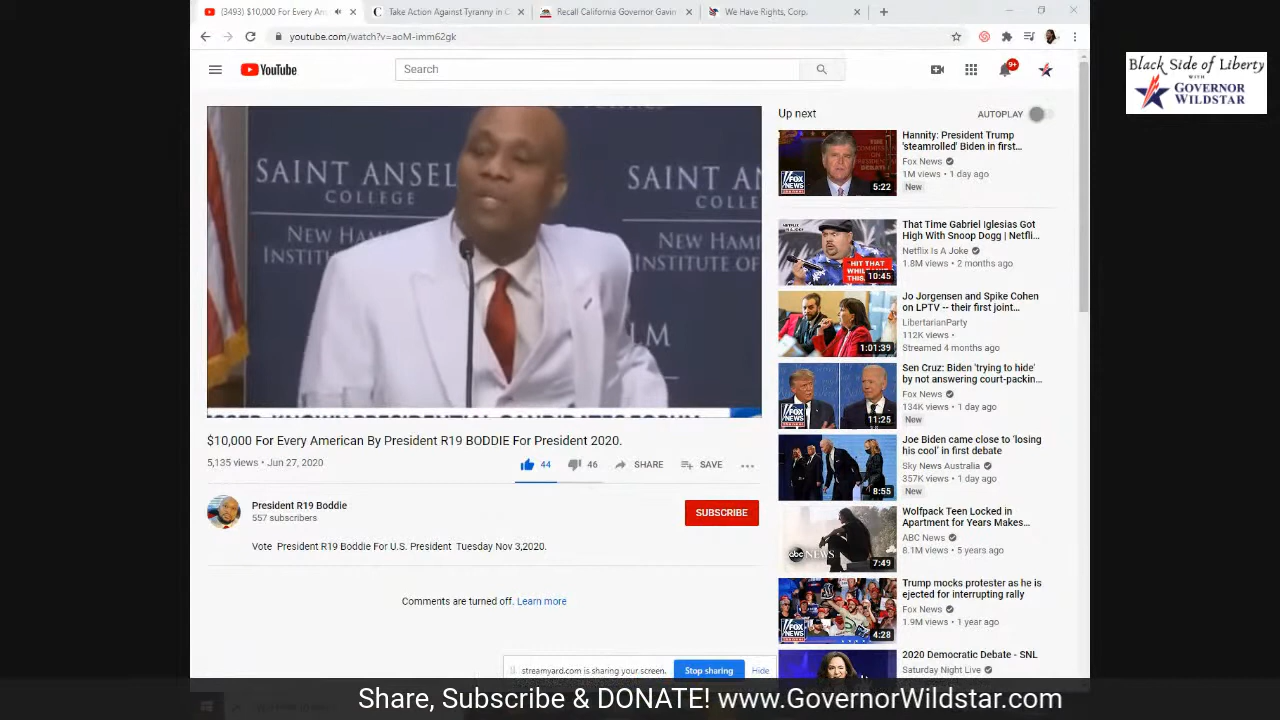 (3493) $10,000 For Every An
Take Action Against Tyranny in C
Recall California Governor Gavin
We Have Rights, Corp.
youtube.com/watch?v=aoM-imm62gk
YouTube
Search
9+
Black Side of Liberty
WITH
GOVERNOR
WILDSTAR
SAINT ANSEL
COLLEGE
NEW HAM
INSTIT
SAINT AN
COLLEGE
NEW HAM
INSTITUTE OF
$10,000 For Every American By President R19 BODDIE For President 2020.
5,135 views • Jun 27, 2020
44
46
SHARE
SAVE
President R19 Boddie
557 subscribers
SUBSCRIBE
Vote President R19 Boddie For U.S. President Tuesday Nov 3,2020.
Comments are turned off. Learn more
Up next
AUTOPLAY
5:22
Hannity: President Trump
'steamrolled' Biden in first...
Fox News
1M views • 1 day ago
New
HIT THAT
THIS
10:45
That Time Gabriel Iglesias Got
High With Snoop Dogg | Netfli...
Netflix Is A Joke
1.8M views • 2 months ago
1:01:39
Jo Jorgensen and Spike Cohen
on LPTV -- their first joint...
LibertarianParty
112K views •
Streamed 4 months ago
11:25
Sen Cruz: Biden 'trying to hide'
by not answering court-packin...
Fox News
134K views • 1 day ago
New
8:55
Joe Biden came close to 'losing
his cool' in first debate
Sky News Australia
357K views • 1 day ago
New
abc NEWS
7:49
Wolfpack Teen Locked in
Apartment for Years Makes...
ABC News
8.1M views • 5 years ago
4:28
Trump mocks protester as he is
ejected for interrupting rally
Fox News
1.9M views • 1 year ago
2020 Democratic Debate - SNL
Saturday Night Live
streamyard.com is sharing your screen.
Stop sharing
Hide
Share, Subscribe & DONATE! www.GovernorWildstar.com